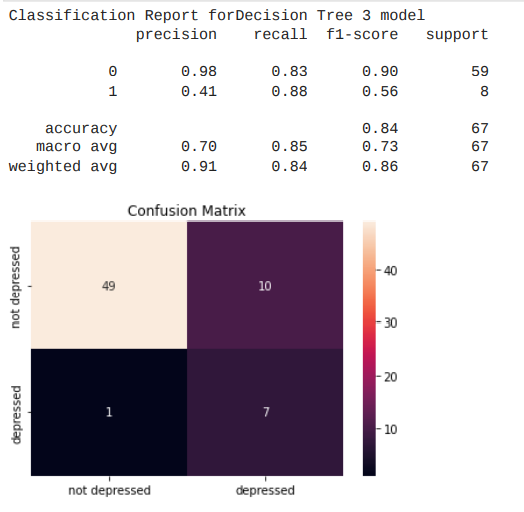 Classification Report forDecision Tree 3 model
precision recall f1-score support
0 0.98 0.83 0.90 59
1 0.41 0.88 0.56 8
accuracy 0.84 67
macro avg 0.70 0.85 0.73 67
weighted avg 0.91 0.84 0.86 67
Confusion Matrix
not depressed
49 10
depressed
1 7
not depressed depressed
40
30
20
10